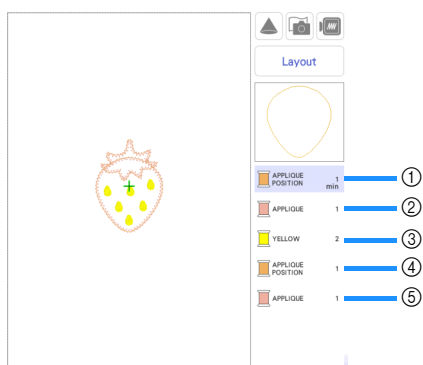 Layout
APPLIQUE
POSITION
1
min
①
APPLIQUE 1 ②
YELLOW 2 ③
APPLIQUE
POSITION
1 ④
APPLIQUE 1 ⑤